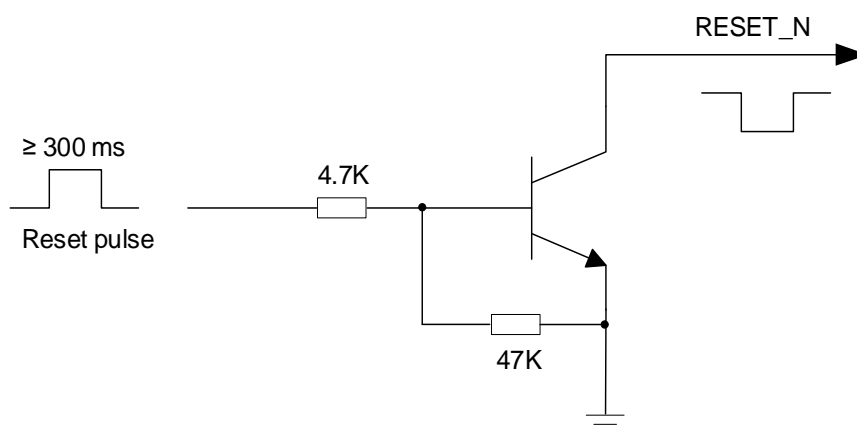 RESET_N
≥ 300 ms
4.7K
Reset pulse
47K